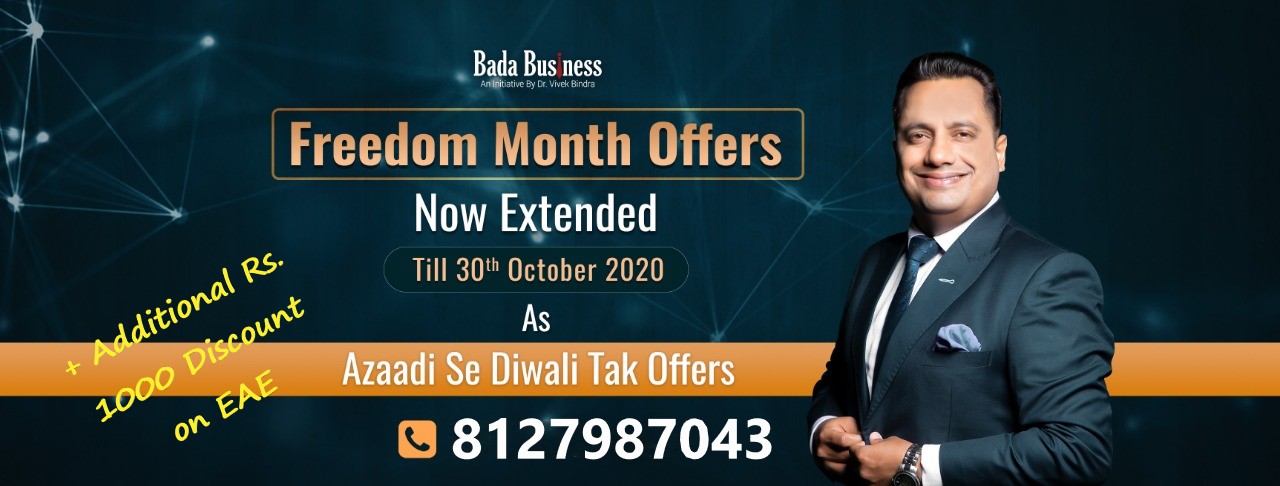 Bada Business
An Initiative By Dr. Vivek Bindra
Freedom Month Offers
Now Extended
Till 30th October 2020
As
Azaadi Se Diwali Tak Offers
8127987043
+ Additional Rs.
1000 Discount
on EAE